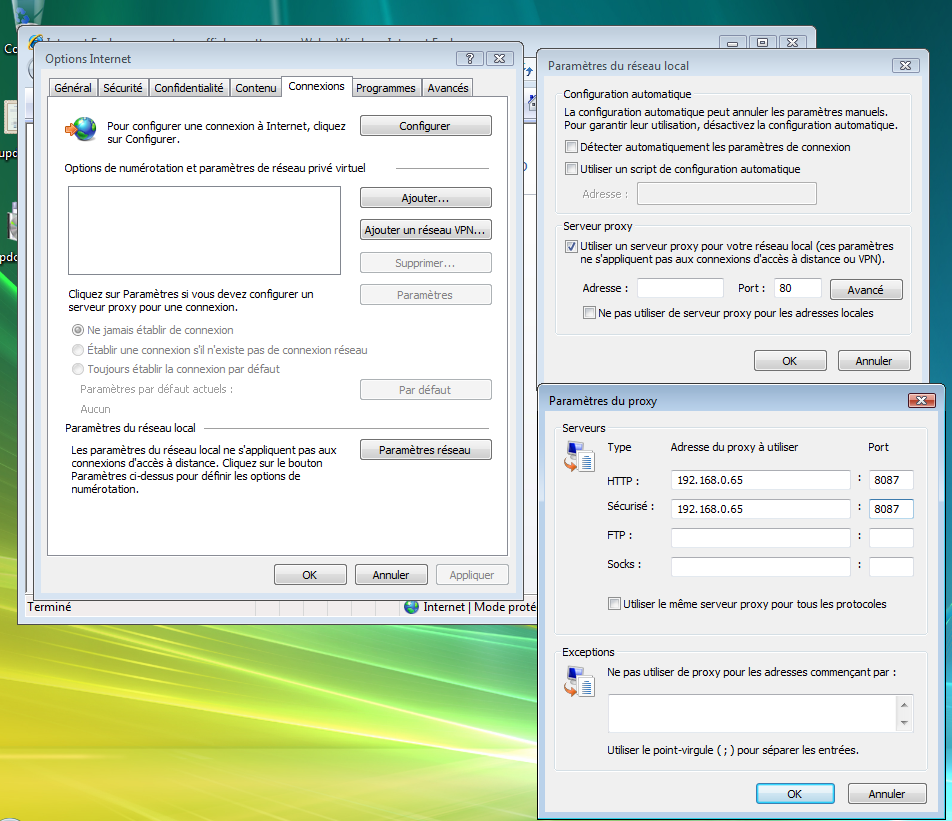 Options Internet
Général Sécurité Confidentialité Contenu Connexions Programmes Avancés
Pour configurer une connexion à Internet, cliquez
sur Configurer.
Configurer
Options de numérotation et paramètres de réseau privé virtuel
Ajouter...
Ajouter un réseau VPN...
Supprimer...
Cliquez sur Paramètres si vous devez configurer un
serveur proxy pour une connexion.
Paramètres
Ne jamais établir de connexion
Établir une connexion s'il n'existe pas de connexion réseau
Toujours établir la connexion par défaut
Paramètres par défaut actuels :
Par défaut
Aucun
Paramètres du réseau local
Les paramètres du réseau local ne s'appliquent pas aux
connexions d'accès à distance. Cliquez sur le bouton
Paramètres ci-dessus pour définir les options de
numérotation.
Paramètres réseau
OK Annuler Appliquer
Terminé
Internet | Mode proté
Paramètres du réseau local
Configuration automatique
La configuration automatique peut annuler les paramètres manuels.
Pour garantir leur utilisation, désactivez la configuration automatique.
Détecter automatiquement les paramètres de connexion
Utiliser un script de configuration automatique
Adresse :
Serveur proxy
Utiliser un serveur proxy pour votre réseau local (ces paramètres
ne s'appliquent pas aux connexions d'accès à distance ou VPN).
Adresse : Port : 80 Avancé
Ne pas utiliser de serveur proxy pour les adresses locales
OK Annuler
Paramètres du proxy
Serveurs
Type Adresse du proxy à utiliser Port
HTTP : 192.168.0.65 : 8087
Sécurisé : 192.168.0.65 : 8087
FTP : :
Socks : :
Utiliser le même serveur proxy pour tous les protocoles
Exceptions
Ne pas utiliser de proxy pour les adresses commençant par :
Utiliser le point-virgule ( ; ) pour séparer les entrées.
OK Annuler